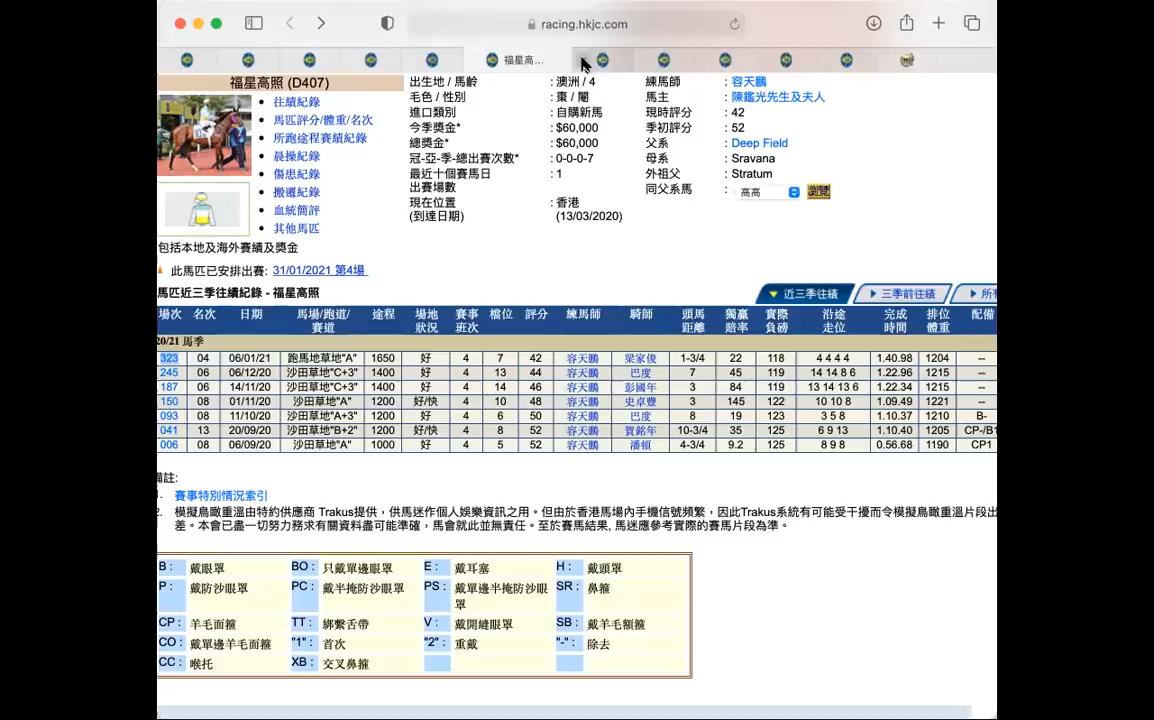 racing.hkjc.com
福星高…
福星高照 (D407)
往績紀錄
馬匹評分/體重/名次
所跑途程賽績紀錄
晨操紀錄
傷患紀錄
搬遷紀錄
血統簡評
其他馬匹
出生地 / 馬齡 : 澳洲 / 4
毛色 / 性別 : 棗 / 閹
進口類別 : 自購新馬
今季獎金* : $60,000
總獎金* : $60,000
冠-亞-季-總出賽次數* : 0-0-0-7
最近十個賽馬日 : 1
出賽場數
現在位置 : 香港
(到達日期) (13/03/2020)
練馬師 : 容天鵬
馬主 : 陳鑑光先生及夫人
現時評分 : 42
季初評分 : 52
父系 : Deep Field
母系 : Sravana
外祖父 : Stratum
同父系馬 : 高高
包括本地及海外賽績及獎金
此馬匹已安排出賽: 31/01/2021 第4場
馬匹近三季往績紀錄 - 福星高照
近三季往績 三季前往績 所
場次 名次 日期 馬場/跑道/ 途程 場地 賽事 檔位 評分 練馬師 騎師 頭馬 獨贏 實際 沿途 完成 排位 配備
賽道 狀況 班次 距離 賠率 負磅 走位 時間 體重
20/21 馬季
323 04 06/01/21 跑馬地草地"A" 1650 好 4 7 42 容天鵬 梁家俊 1-3/4 22 118 4 4 4 4 1.40.98 1204 --
245 06 06/12/20 沙田草地"C+3" 1400 好 4 13 44 容天鵬 巴度 7 45 119 14 14 8 6 1.22.96 1215 --
187 06 14/11/20 沙田草地"C+3" 1400 好 4 14 46 容天鵬 彭國年 3 84 119 13 14 13 6 1.22.34 1215 --
150 08 01/11/20 沙田草地"A" 1200 好/快 4 10 48 容天鵬 史卓豐 3 145 122 10 10 8 1.09.49 1221 --
093 08 11/10/20 沙田草地"A+3" 1200 好 4 6 50 容天鵬 巴度 8 19 123 3 5 8 1.10.37 1210 B-
041 13 20/09/20 沙田草地"B+2" 1200 好/快 4 8 52 容天鵬 賀銘年 10-3/4 35 125 6 9 13 1.10.40 1205 CP-/B1
006 08 06/09/20 沙田草地"A" 1000 好 4 5 52 容天鵬 潘頓 4-3/4 9.2 125 8 9 8 0.56.68 1190 CP1
備註:
1. 賽事特別情況索引
2. 模擬鳥瞰重溫由特約供應商 Trakus提供，供馬迷作個人娛樂資訊之用。但由於香港馬場內手機信號頻繁，因此Trakus系統有可能受干擾而令模擬鳥瞰重溫片段出
差。本會已盡一切努力務求有關資料盡可能準確，馬會就此並無責任。至於賽馬結果, 馬迷應參考實際的賽馬片段為準。
B : 戴眼罩 BO : 只戴單邊眼罩 E : 戴耳塞 H : 戴頭罩
P : 戴防沙眼罩 PC : 戴半掩防沙眼罩 PS : 戴單邊半掩防沙眼 SR : 鼻箍
罩
CP : 羊毛面箍 TT : 綁繫舌帶 V : 戴開縫眼罩 SB : 戴羊毛額箍
CO : 戴單邊羊毛面箍 "1" : 首次 "2" : 重戴 "-" : 除去
CC : 喉托 XB : 交叉鼻箍